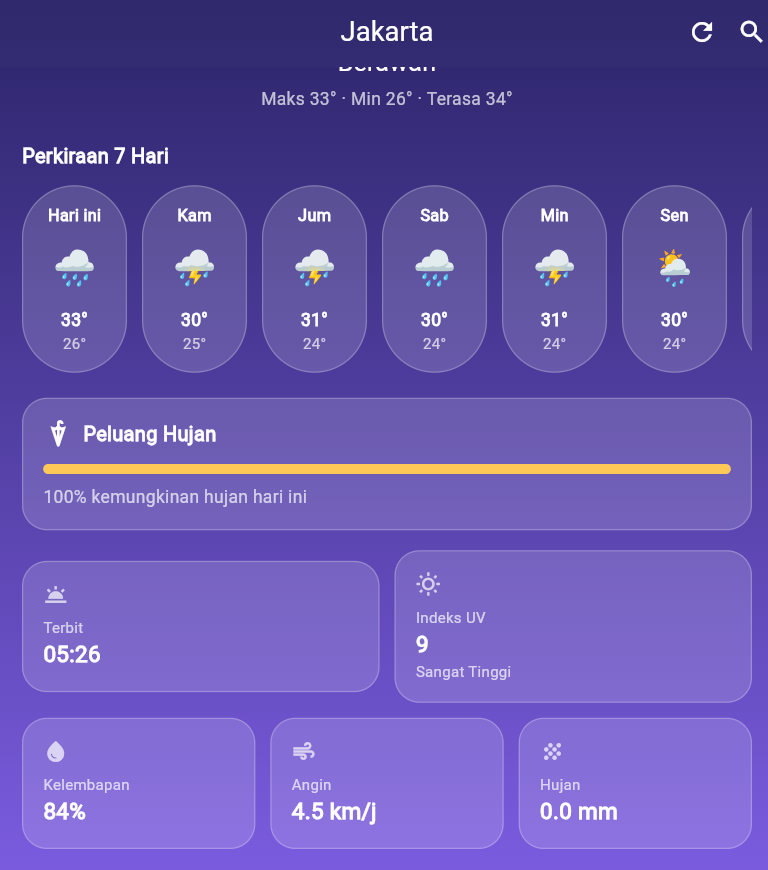 Jakarta
Berawan
Maks 33° · Min 26° · Terasa 34°
Perkiraan 7 Hari
Hari ini Kam Jum Sab Min Sen
33° 30° 31° 30° 31° 30°
26° 25° 24° 24° 24° 24°
Peluang Hujan
100% kemungkinan hujan hari ini
Terbit
05:26
Indeks UV
9
Sangat Tinggi
Kelembapan Angin Hujan
84% 4.5 km/j 0.0 mm